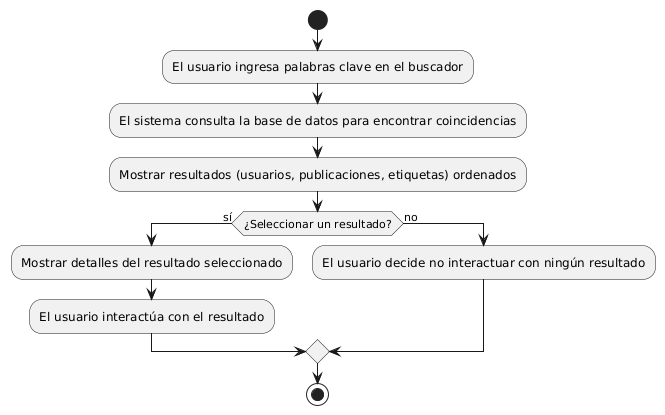 El usuario ingresa palabras clave en el buscador
El sistema consulta la base de datos para encontrar coincidencias
Mostrar resultados (usuarios, publicaciones, etiquetas) ordenados
sí
¿Seleccionar un resultado?
no
Mostrar detalles del resultado seleccionado
El usuario decide no interactuar con ningún resultado
El usuario interactúa con el resultado